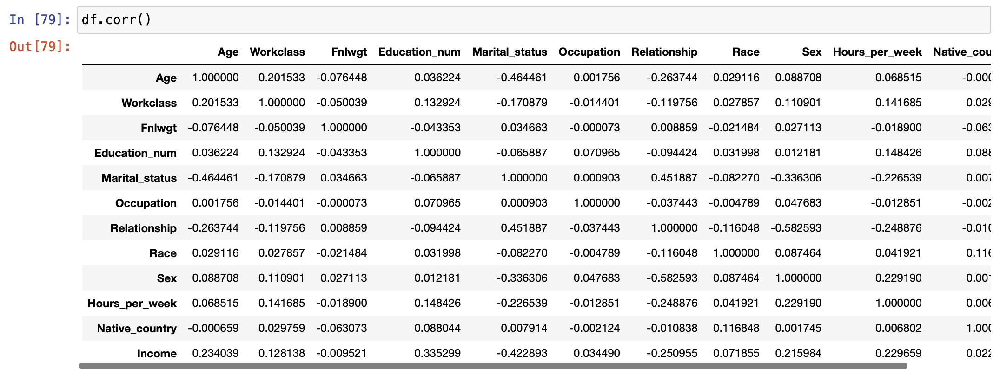 In [79]: df.corr()
Out[79]:
Age Workclass Fnlwgt Education_num Marital_status Occupation Relationship Race Sex Hours_per_week Native_cou
Age 1.000000 0.201533 -0.076448 0.036224 -0.464461 0.001756 -0.263744 0.029116 0.088708 0.068515 -0.000
Workclass 0.201533 1.000000 -0.050039 0.132924 -0.170879 -0.014401 -0.119756 0.027857 0.110901 0.141685 0.029
Fnlwgt -0.076448 -0.050039 1.000000 -0.043353 0.034663 -0.000073 0.008859 -0.021484 0.027113 -0.018900 -0.063
Education_num 0.036224 0.132924 -0.043353 1.000000 -0.065887 0.070965 -0.094424 0.031998 0.012181 0.148426 0.088
Marital_status -0.464461 -0.170879 0.034663 -0.065887 1.000000 0.000903 0.451887 -0.082270 -0.336306 -0.226539 0.007
Occupation 0.001756 -0.014401 -0.000073 0.070965 0.000903 1.000000 -0.037443 -0.004789 0.047683 -0.012851 -0.002
Relationship -0.263744 -0.119756 0.008859 -0.094424 0.451887 -0.037443 1.000000 -0.116048 -0.582593 -0.248876 -0.010
Race 0.029116 0.027857 -0.021484 0.031998 -0.082270 -0.004789 -0.116048 1.000000 0.087464 0.041921 0.116
Sex 0.088708 0.110901 0.027113 0.012181 -0.336306 0.047683 -0.582593 0.087464 1.000000 0.229190 0.001
Hours_per_week 0.068515 0.141685 -0.018900 0.148426 -0.226539 -0.012851 -0.248876 0.041921 0.229190 1.000000 0.006
Native_country -0.000659 0.029759 -0.063073 0.088044 0.007914 -0.002124 -0.010838 0.116848 0.001745 0.006802 1.000
Income 0.234039 0.128138 -0.009521 0.335299 -0.422893 0.034490 -0.250955 0.071855 0.215984 0.229659 0.022